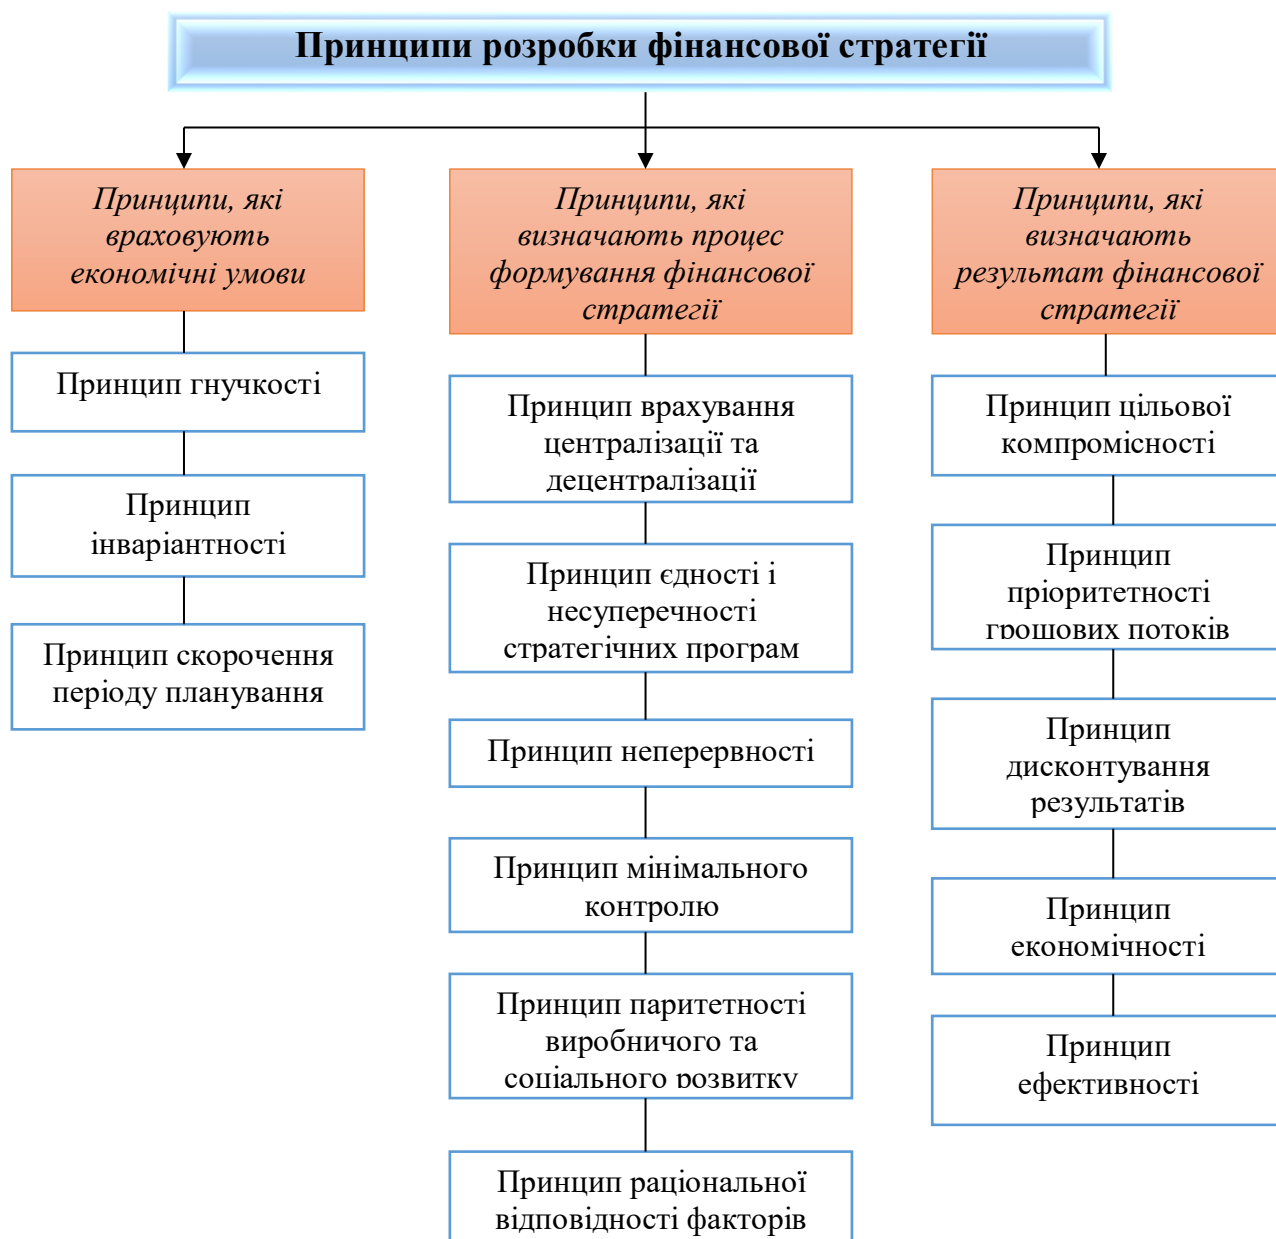 Принципи розробки фінансової стратегії
Принципи, які
враховують
економічні умови
Принцип гнучкості
Принцип
інваріантності
Принцип скорочення
періоду планування
Принципи, які
визначають процес
формування фінансової
стратегії
Принцип врахування
централізації та
децентралізації
Принцип єдності і
несуперечності
стратегічних програм
Принцип неперервності
Принцип мінімального
контролю
Принцип паритетності
виробничого та
соціального розвитку
Принцип раціональної
відповідності факторів
Принципи, які
визначають
результат фінансової
стратегії
Принцип цільової
компромісності
Принцип
пріоритетності
грошових потоків
Принцип
дисконтування
результатів
Принцип
економічності
Принцип
ефективності